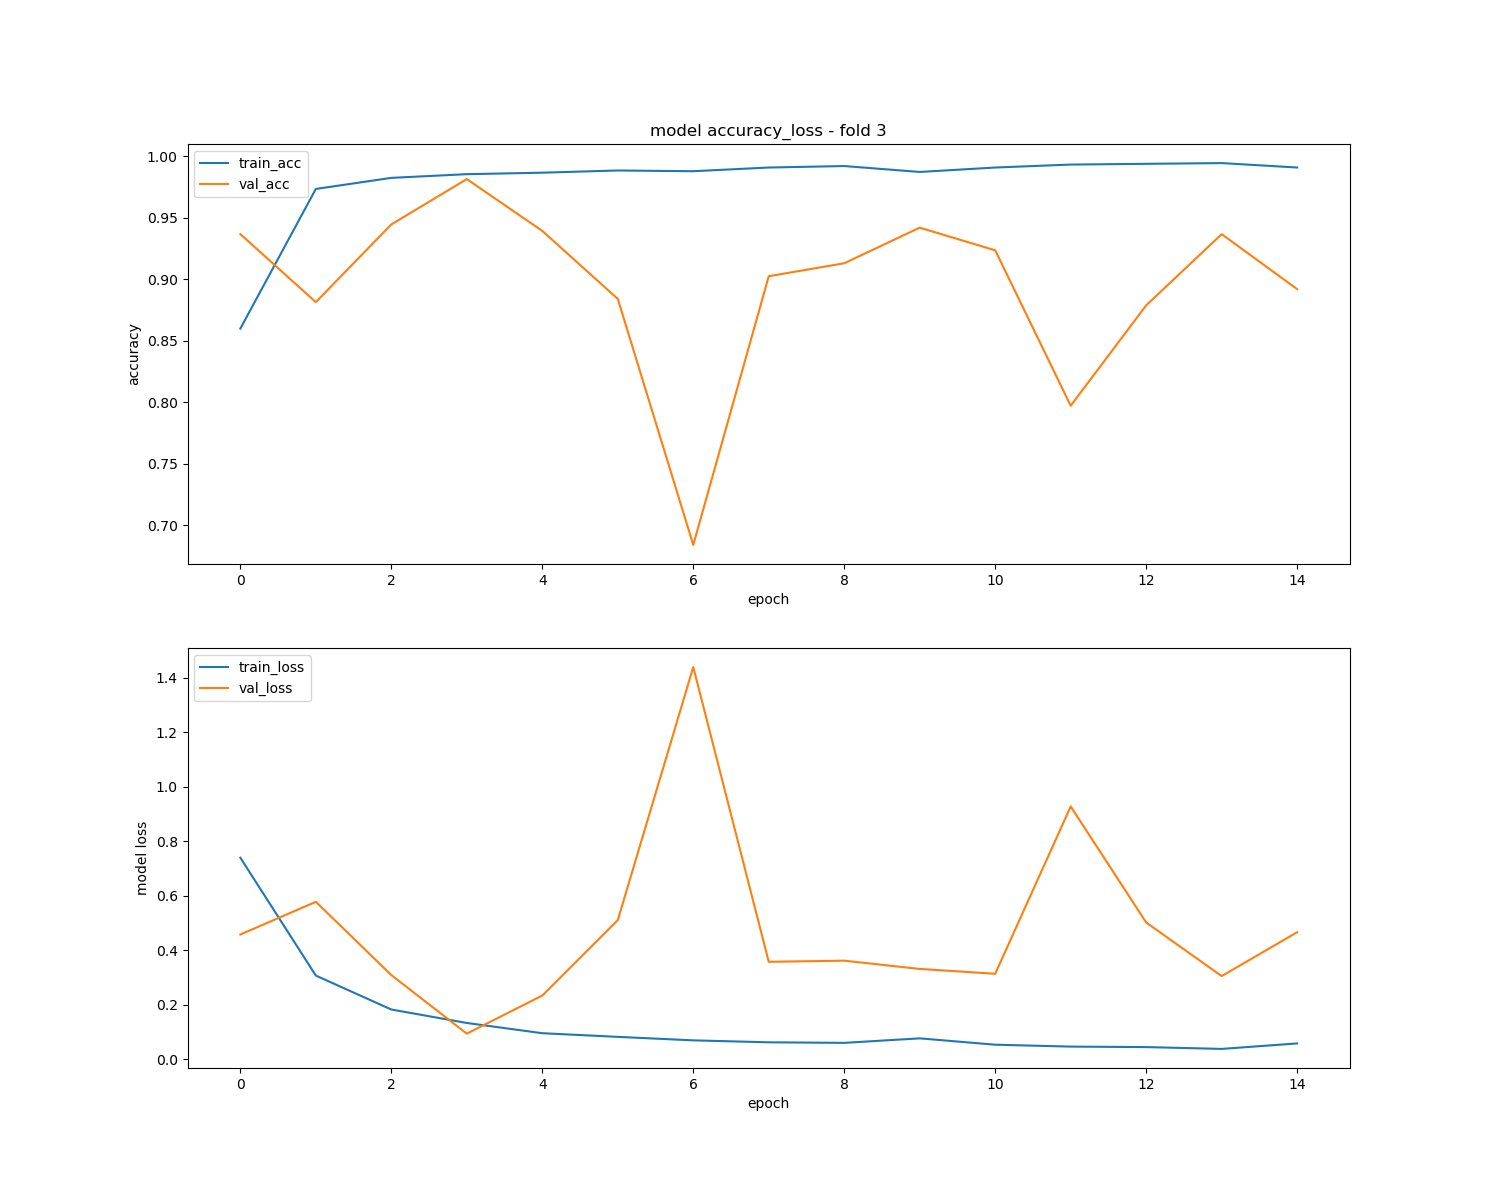 model accuracy_loss - fold 3
train_acc
val_acc
1.00
0.95
0.90
0.85
0.80
0.75
0.70
accuracy
0 2 4 6 8 10 12 14
epoch
train_loss
val_loss
1.4
1.2
1.0
0.8
0.6
0.4
0.2
0.0
model loss
0 2 4 6 8 10 12 14
epoch